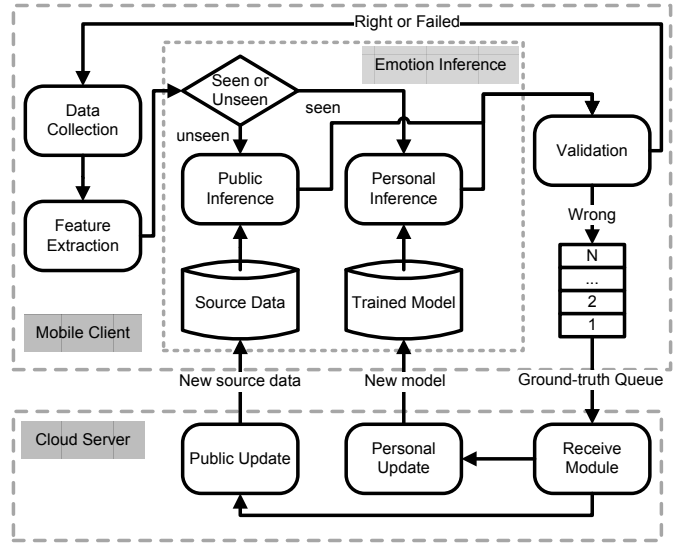 Right or Failed
Emotion Inference
Seen or
Unseen
seen
unseen
Data
Collection
Feature
Extraction
Public
Inference
Personal
Inference
Validation
Wrong
N
...
2
1
Source Data
Trained Model
Mobile Client
New source data
New model
Ground-truth Queue
Cloud Server
Public Update
Personal
Update
Receive
Module